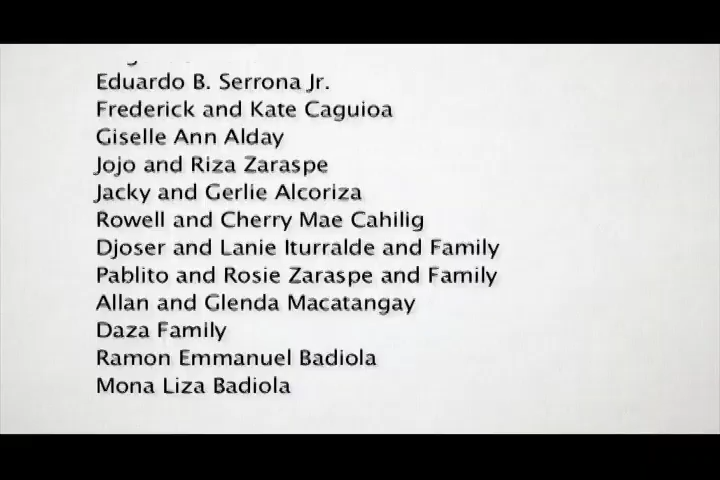 Eduardo B. Serrona Jr.
Frederick and Kate Caguioa
Giselle Ann Alday
Jojo and Riza Zaraspe
Jacky and Gerlie Alcoriza
Rowell and Cherry Mae Cahilig
Djoser and Lanie Iturralde and Family
Pablito and Rosie Zaraspe and Family
Allan and Glenda Macatangay
Daza Family
Ramon Emmanuel Badiola
Mona Liza Badiola